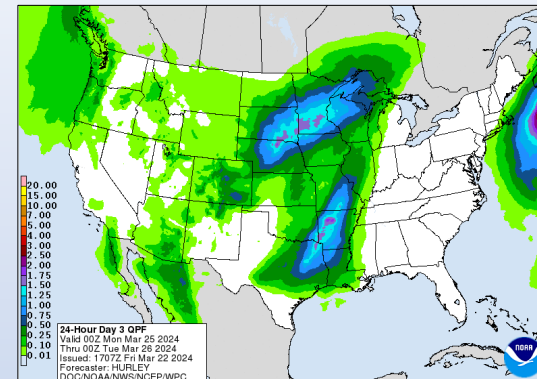 20.00
15.00
10.00
7.00
5.00
4.00
3.00
2.50
2.00
1.75
1.50
1.25
1.00
0.75
0.50
0.25
0.10
0.01
24-Hour Day 3 QPF
Valid 00Z Mon Mar 25 2024
Thru 00Z Tue Mar 26 2024
Issued: 1707Z Fri Mar 22 2024
Forecaster: HURLEY
DOC/NOAA/NWS/NCEP/WPC
NOAA